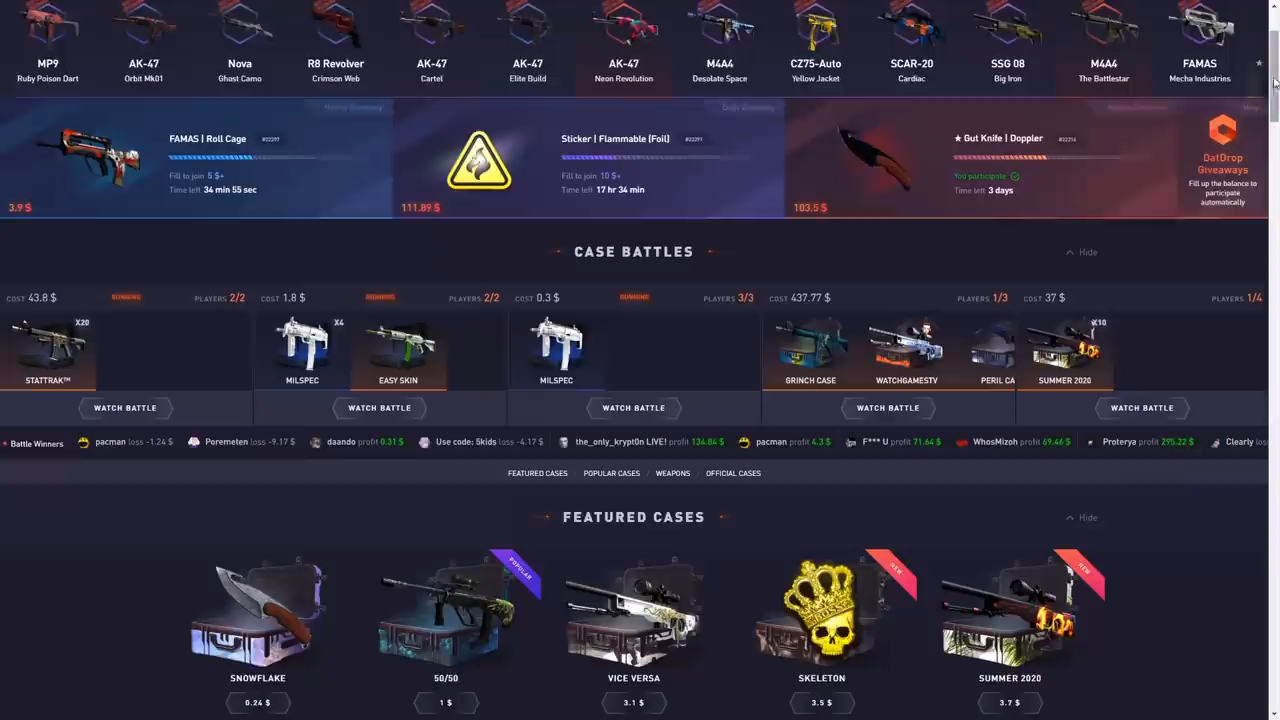 MP9 AK-47 Nova R8 Revolver AK-47 AK-47 AK-47 M4A4 CZ75-Auto SCAR-20 SSG 08 M4A4 FAMAS
Ruby Poison Dart Orbit Mk01 Ghost Camo Crimson Web Cartel Elite Build Neon Revolution Desolate Space Yellow Jacket Cardiac Big Iron The Battlestar Mecha Industries
FAMAS | Roll Cage
Fill to join 5 $+
Time left 34 min 55 sec
3.9 $
Sticker | Flammable (Foil)
Fill to join 10 $+
Time left 17 hr 34 min
111.89 $
★ Gut Knife | Doppler
You participate
Time left 3 days
103.5 $
DatDrop
Giveaways
Fill up the balance to
participate
automatically
CASE BATTLES
Hide
COST 43.8 $ RUNNING PLAYERS 2/2 COST 1.8 $ RUNNING PLAYERS 2/2 COST 0.3 $ RUNNING PLAYERS 3/3 COST 437.77 $ PLAYERS 1/3 COST 37 $ PLAYERS 1/4
X20 X4 X10
STATTRAK™ MILSPEC EASY SKIN MILSPEC GRINCH CASE WATCHGAMESTV PERIL CA SUMMER 2020
WATCH BATTLE WATCH BATTLE WATCH BATTLE WATCH BATTLE WATCH BATTLE
Battle Winners pacman loss -1.24 $ Poremeten loss -9.17 $ daando profit 0.31 $ Use code: 5kids loss -4.17 $ the_only_krypt0n LIVE! profit 134.84 $ pacman profit 4.3 $ F*** U profit 71.64 $ WhosMizoh profit 69.46 $ Proterya profit 295.22 $ Clearly los
FEATURED CASES / POPULAR CASES / WEAPONS / OFFICIAL CASES
FEATURED CASES
Hide
POPULAR NEW NEW
SNOWFLAKE 50/50 VICE VERSA SKELETON SUMMER 2020
0.24 $ 1 $ 3.1 $ 3.5 $ 3.7 $